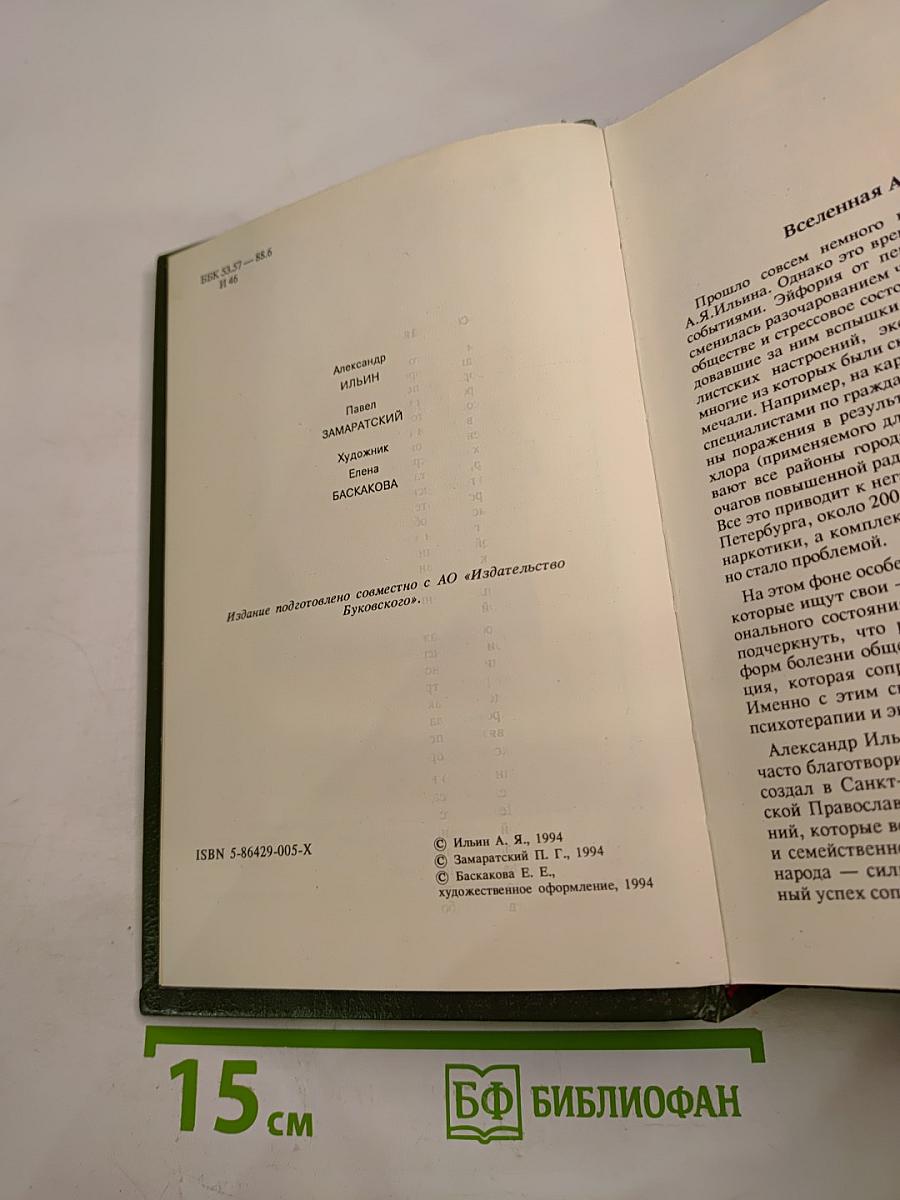 ББК 53.57 — 88.6
И 46
Александр
ИЛЬИН
Павел
ЗАМАРАТСКИЙ
Художник
Елена
БАСКАКОВА
Издание подготовлено совместно с АО «Издательство
Буковского».
ISBN 5-86429-005-X
© Ильин А. Я., 1994
© Замаратский П. Г., 1994
© Баскакова Е. Е.,
художественное оформление, 1994
Вселенная А
Прошло совсем немного
А.Я.Ильина. Однако это вре
событиями. Эйфория от пе
сменилась разочарованием ч
обществе и стрессовое сост
довавшие за ним вспышки
листских настроений, эк
многие из которых были с
мечали. Например, на кар
специалистами по гражда
ны поражения в результ
хлора (применяемого дл
вают все районы город
очагов повышенной рад
Все это приводит к нег
Петербурга, около 200
наркотики, а комплек
но стало проблемой.
На этом фоне особе
которые ищут свои —
онального состояни
подчеркнуть, что
форм болезни общ
ция, которая соп
Именно с этим с
психотерапии и э
Александр Иль
часто благотвори
создал в Санкт-
ской Православ
ний, которые в
и семейственн
народа — сил
ный успех соп
15 см
БФ БИБЛИОФАН